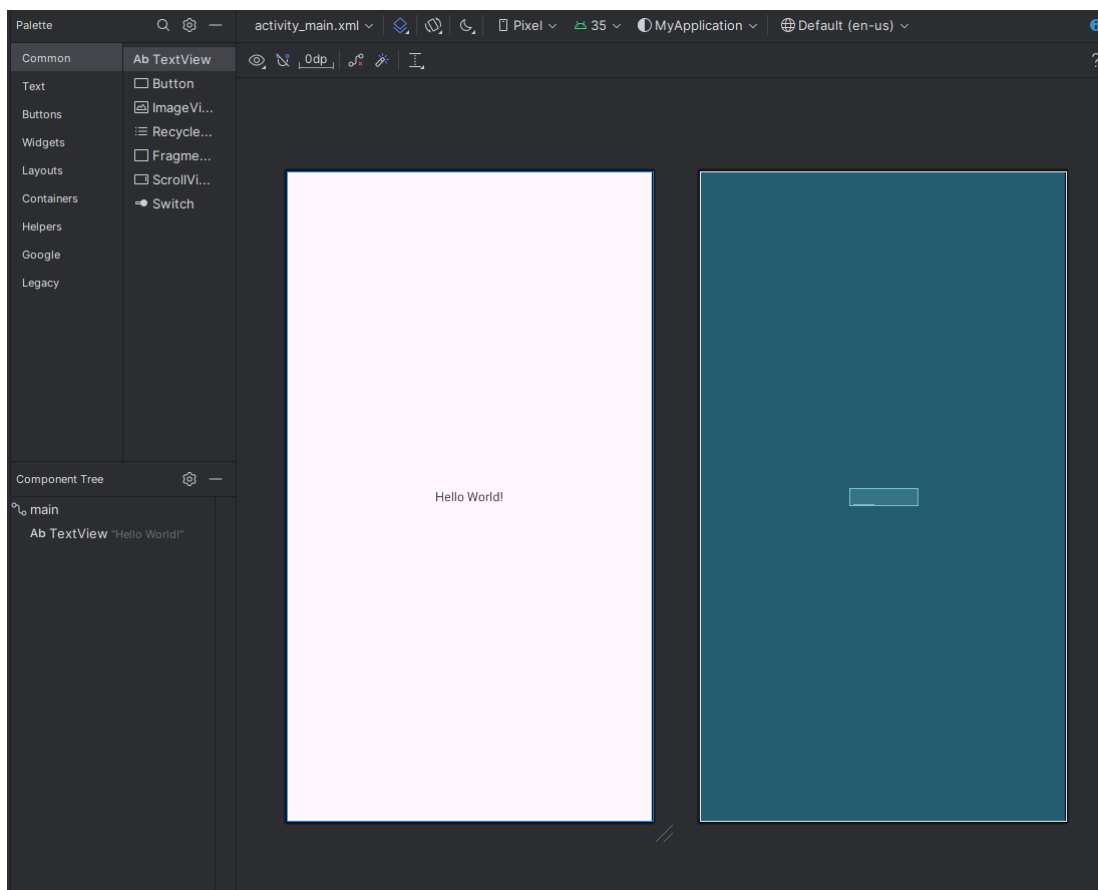 Palette
activity_main.xml
Pixel
35
MyApplication
Default (en-us)
Common
Text
Buttons
Widgets
Layouts
Containers
Helpers
Google
Legacy
Ab TextView
Button
ImageVi...
Recycle...
Fragme...
ScrollVi...
Switch
0dp
?
Hello World!
Component Tree
main
Ab TextView "Hello World!"